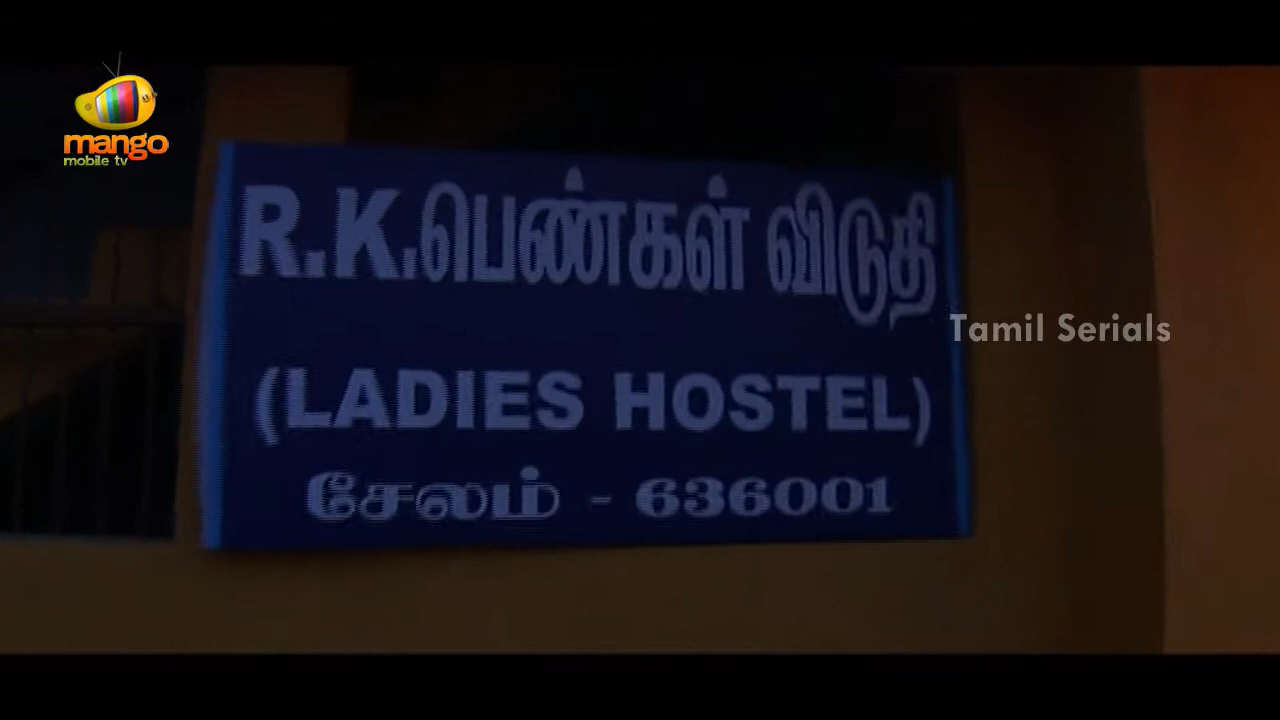 mango
mobile tv
R.K.பெண்கள் விடுதி
Tamil Serials
(LADIES HOSTEL)
சேலம் - 636001